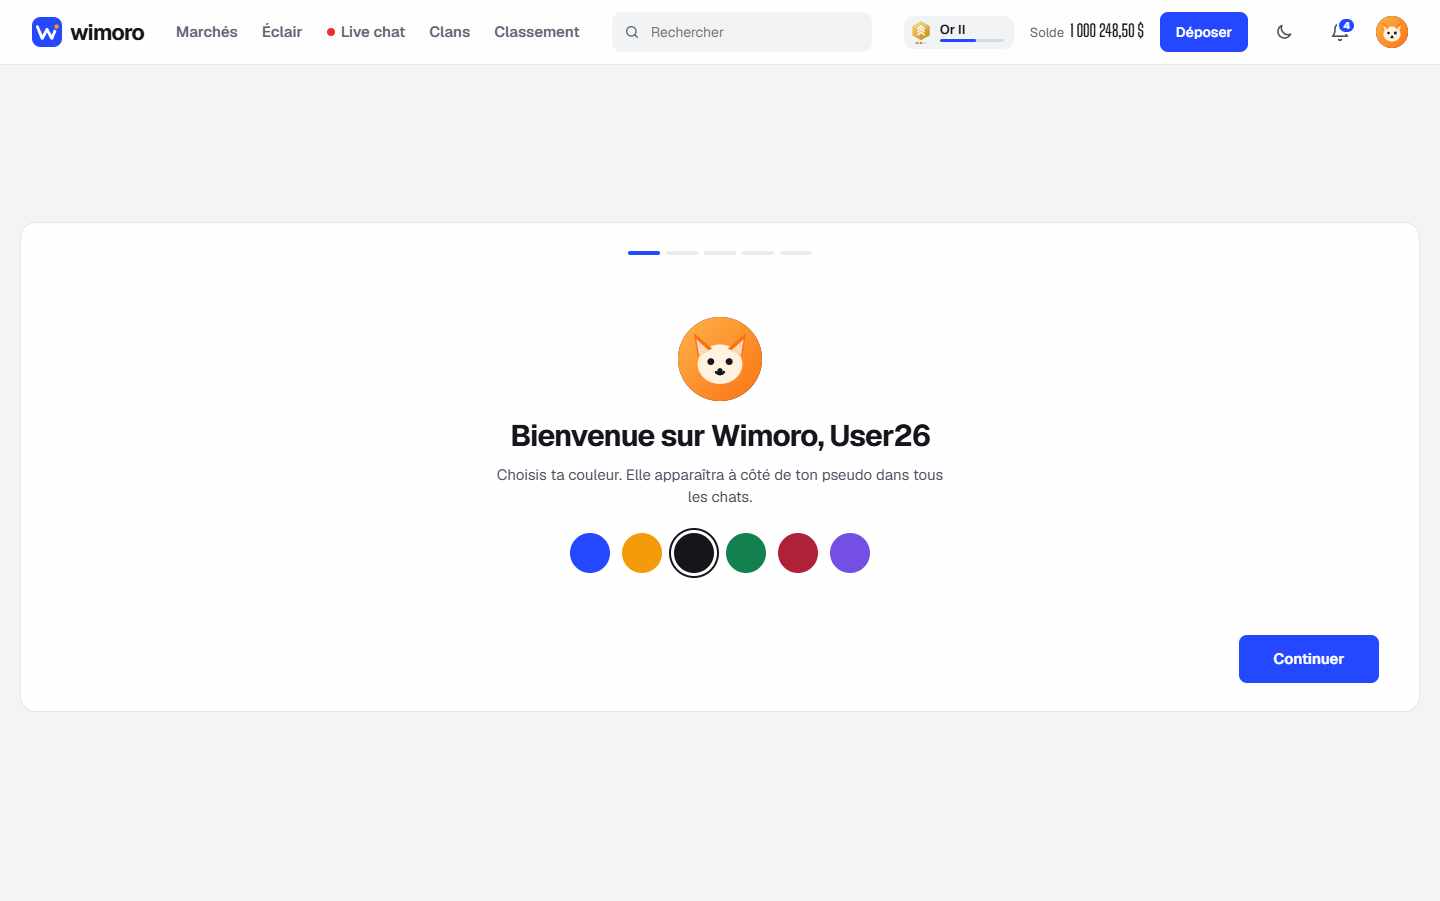 wimoro
Marchés
Éclair
Live chat
Clans
Classement
Rechercher
Or II
Solde 1 000 248,50 $
Déposer
4
Bienvenue sur Wimoro, User26
Choisis ta couleur. Elle apparaîtra à côté de ton pseudo dans tous
les chats.
Continuer